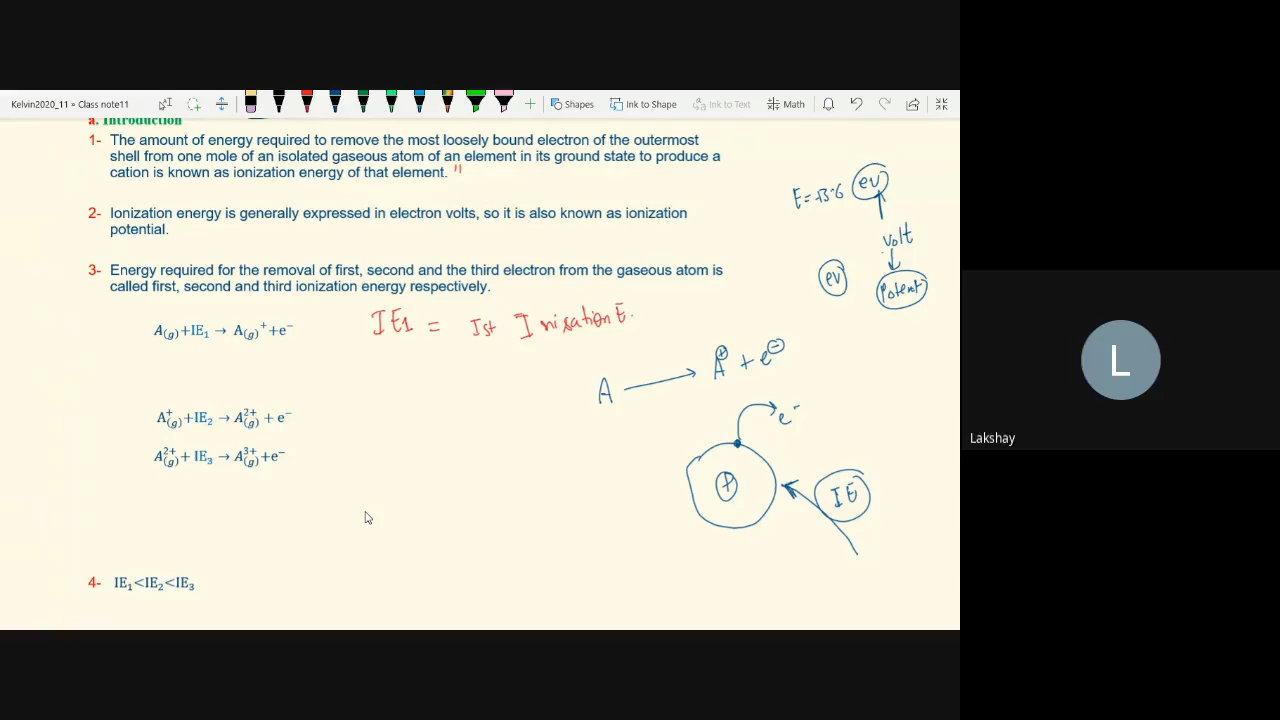 Kelvin2020_11 » Class note11
Shapes
Ink to Shape
Ink to Text
Math
a. Introduction
1- The amount of energy required to remove the most loosely bound electron of the outermost
shell from one mole of an isolated gaseous atom of an element in its ground state to produce a
cation is known as ionization energy of that element. "
2- Ionization energy is generally expressed in electron volts, so it is also known as ionization
potential.
3- Energy required for the removal of first, second and the third electron from the gaseous atom is
called first, second and third ionization energy respectively.
A(g)+IE₁ → A(g)⁺+e⁻
IE1 = Ist Inisation E.
A⁺(g)+IE₂ → A²⁺(g) + e⁻
A²⁺(g)+ IE₃ → A³⁺(g)+e⁻
4- IE₁<IE₂<IE₃
E=13.6 ev
volt
ev
Potent
A → A⊕ + e⊖
e⁻
+
IE
L
Lakshay